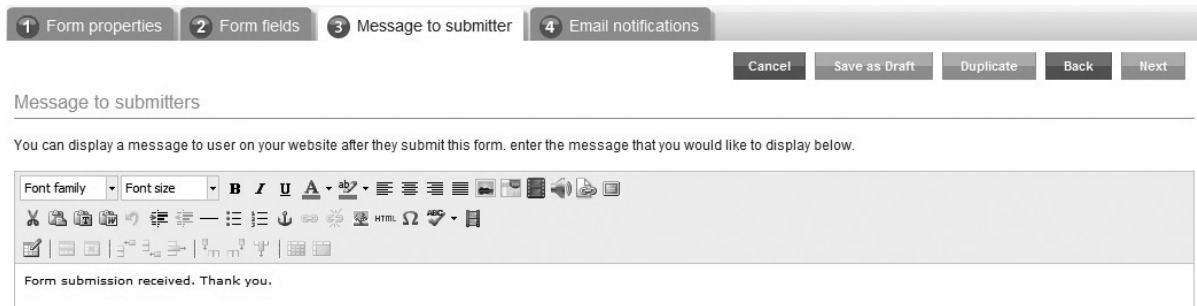 1 Form properties 2 Form fields 3 Message to submitter 4 Email notifications
Cancel Save as Draft Duplicate Back Next
Message to submitters
You can display a message to user on your website after they submit this form. enter the message that you would like to display below.
Font family Font size B I U A ab
HTML Ω ABC
Form submission received. Thank you.